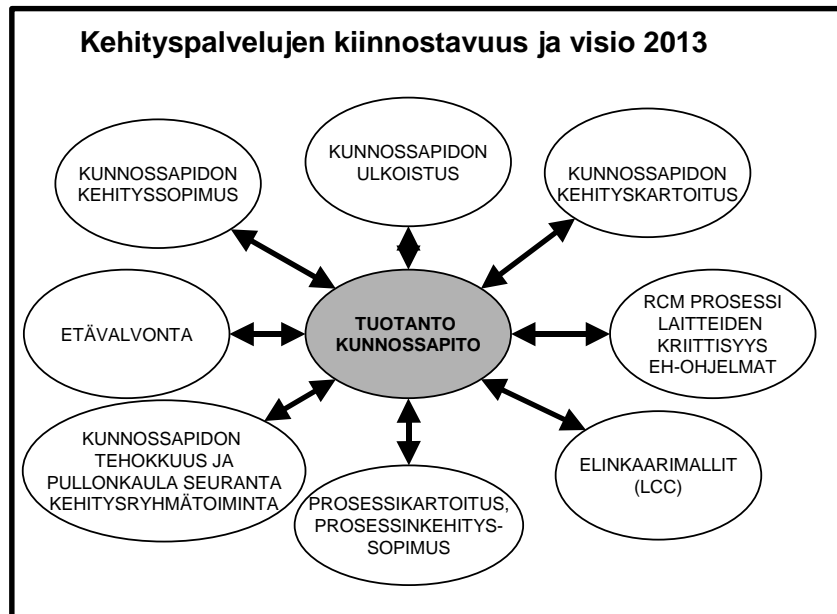 Kehityspalvelujen kiinnostavuus ja visio 2013
KUNNOSSAPIDON
KEHITYSSOPIMUS
KUNNOSSAPIDON
ULKOISTUS
KUNNOSSAPIDON
KEHITYSKARTOITUS
ETÄVALVONTA
TUOTANTO
KUNNOSSAPITO
RCM PROSESSI
LAITTEIDEN
KRIITTISYYS
EH-OHJELMAT
KUNNOSSAPIDON
TEHOKKUUS JA
PULLONKAULA SEURANTA
KEHITYSRYHMÄTOIMINTA
PROSESSIKARTOITUS,
PROSESSINKEHITYS-
SOPIMUS
ELINKAARIMALLIT
(LCC)